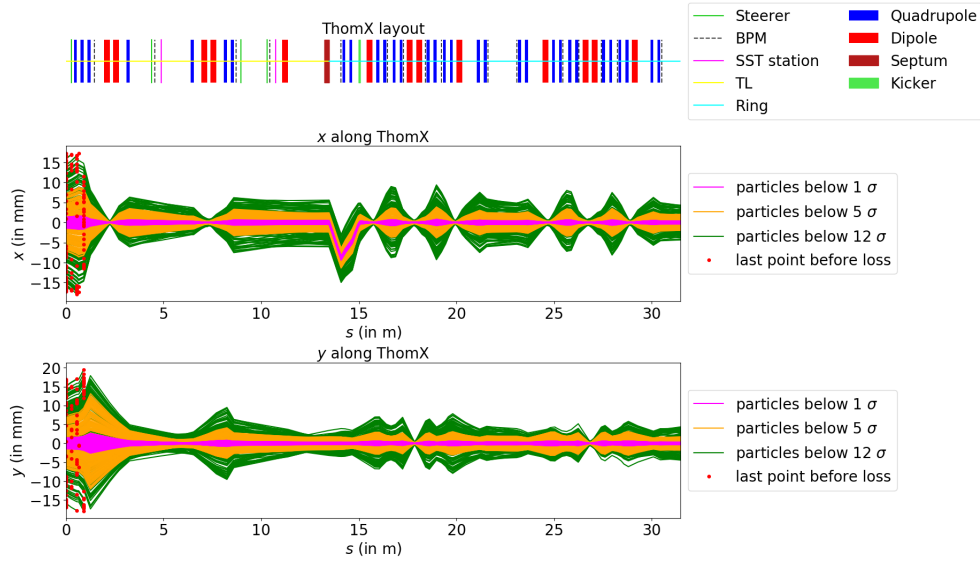 ThomX layout
Steerer
BPM
SST station
TL
Ring
Quadrupole
Dipole
Septum
Kicker
x along ThomX
x (in mm)
15
10
5
0
−5
−10
−15
0 5 10 15 20 25 30
s (in m)
particles below 1 σ
particles below 5 σ
particles below 12 σ
last point before loss
y along ThomX
y (in mm)
20
15
10
5
0
−5
−10
−15
0 5 10 15 20 25 30
s (in m)
particles below 1 σ
particles below 5 σ
particles below 12 σ
last point before loss